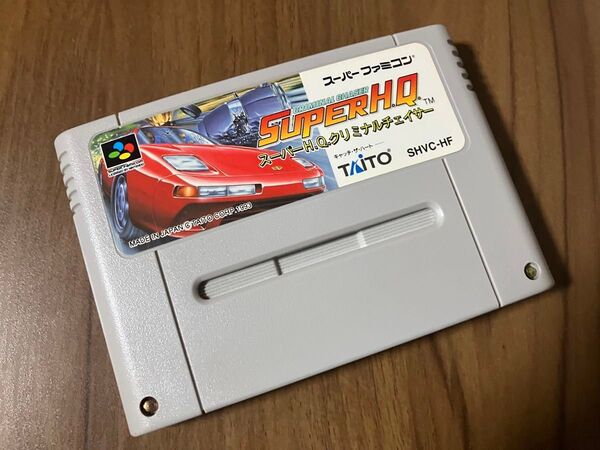 スーパーファミコン
CRIMINAL CHASER
SUPER H.Q.™
スーパーH.Q.クリミナルチェイサー
キャッチ・ザ・ハート
TAITO
SHVC-HF
MADE IN JAPAN © TAITO CORP. 1993